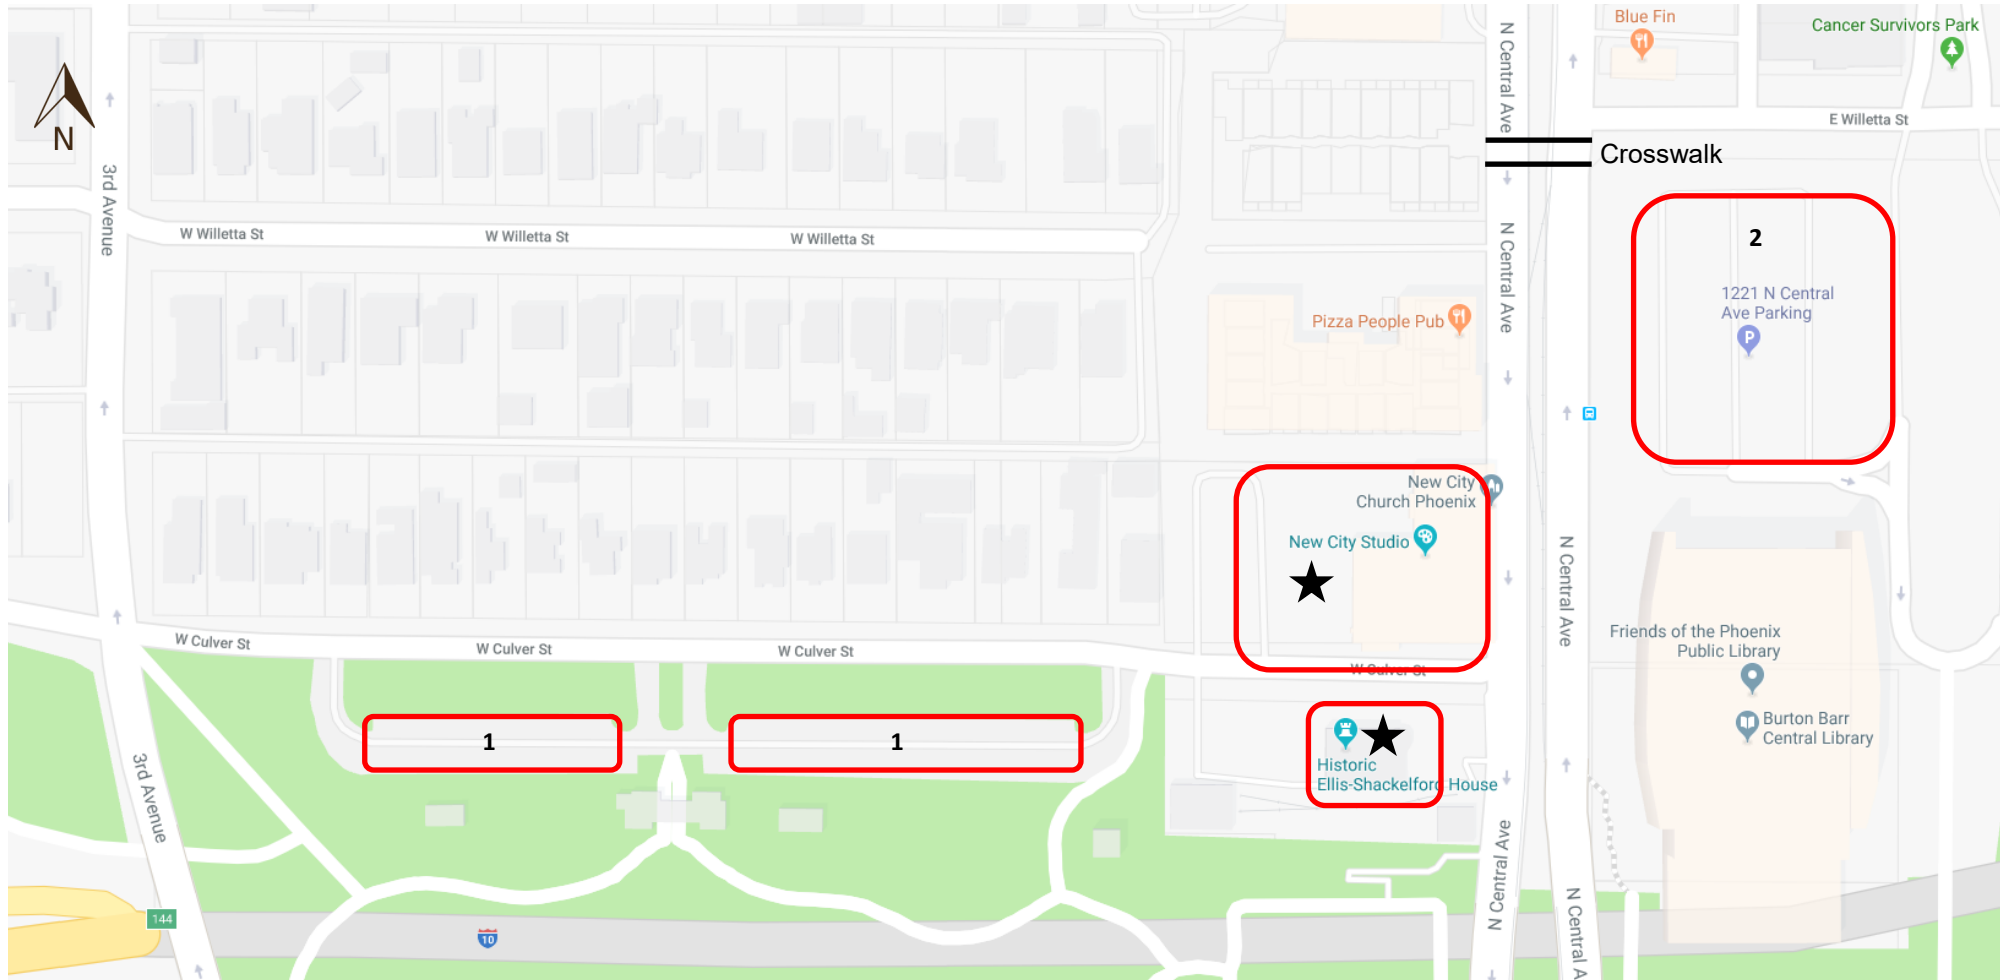 Blue Fin
Cancer Survivors Park
N Central Ave
E Willetta St
Crosswalk
N
3rd Avenue
W Willetta St
W Willetta St
W Willetta St
N Central Ave
2
1221 N Central
Ave Parking
P
Pizza People Pub
New City
Church Phoenix
New City Studio
N Central Ave
W Culver St
W Culver St
W Culver St
W Culver St
Friends of the Phoenix
Public Library
Burton Barr
Central Library
1
1
Historic
Ellis-Shackelford House
3rd Avenue
N Central Ave
N Central A
144
10